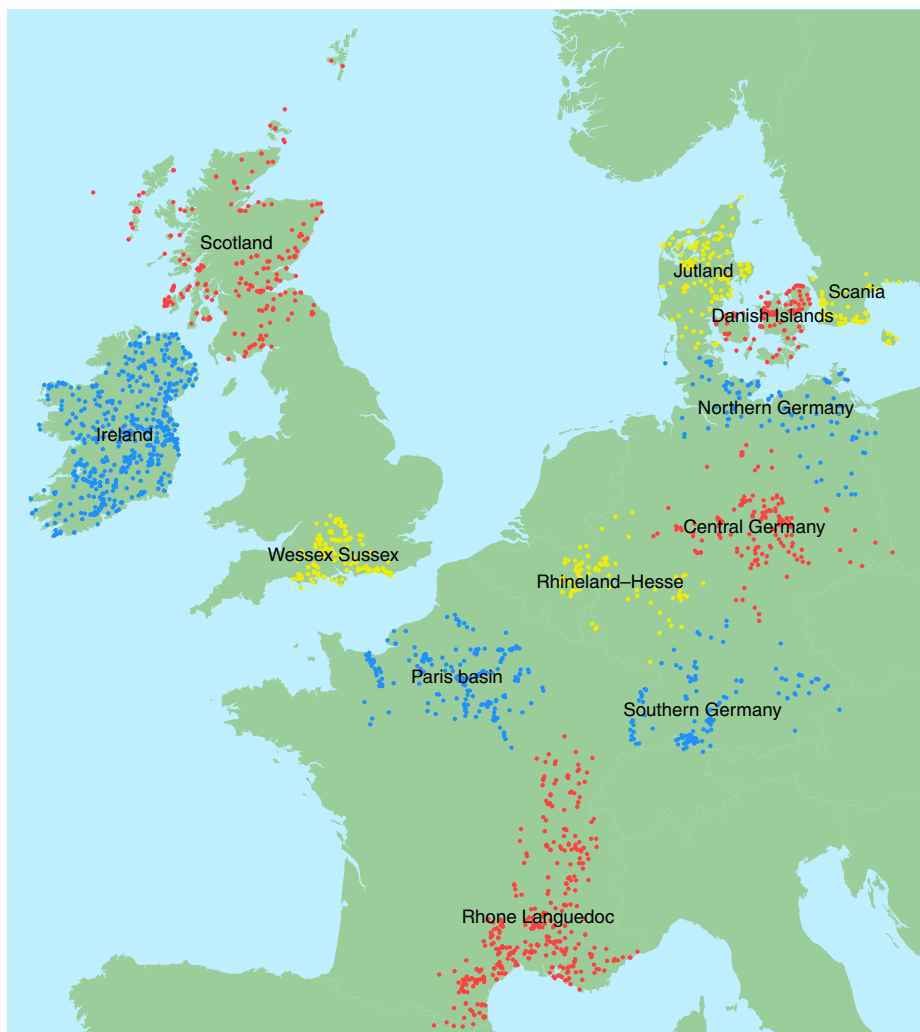 Scotland
Jutland
Scania
Danish Islands
Northern Germany
Ireland
Central Germany
Wessex Sussex
Rhineland–Hesse
Paris basin
Southern Germany
Rhone Languedoc